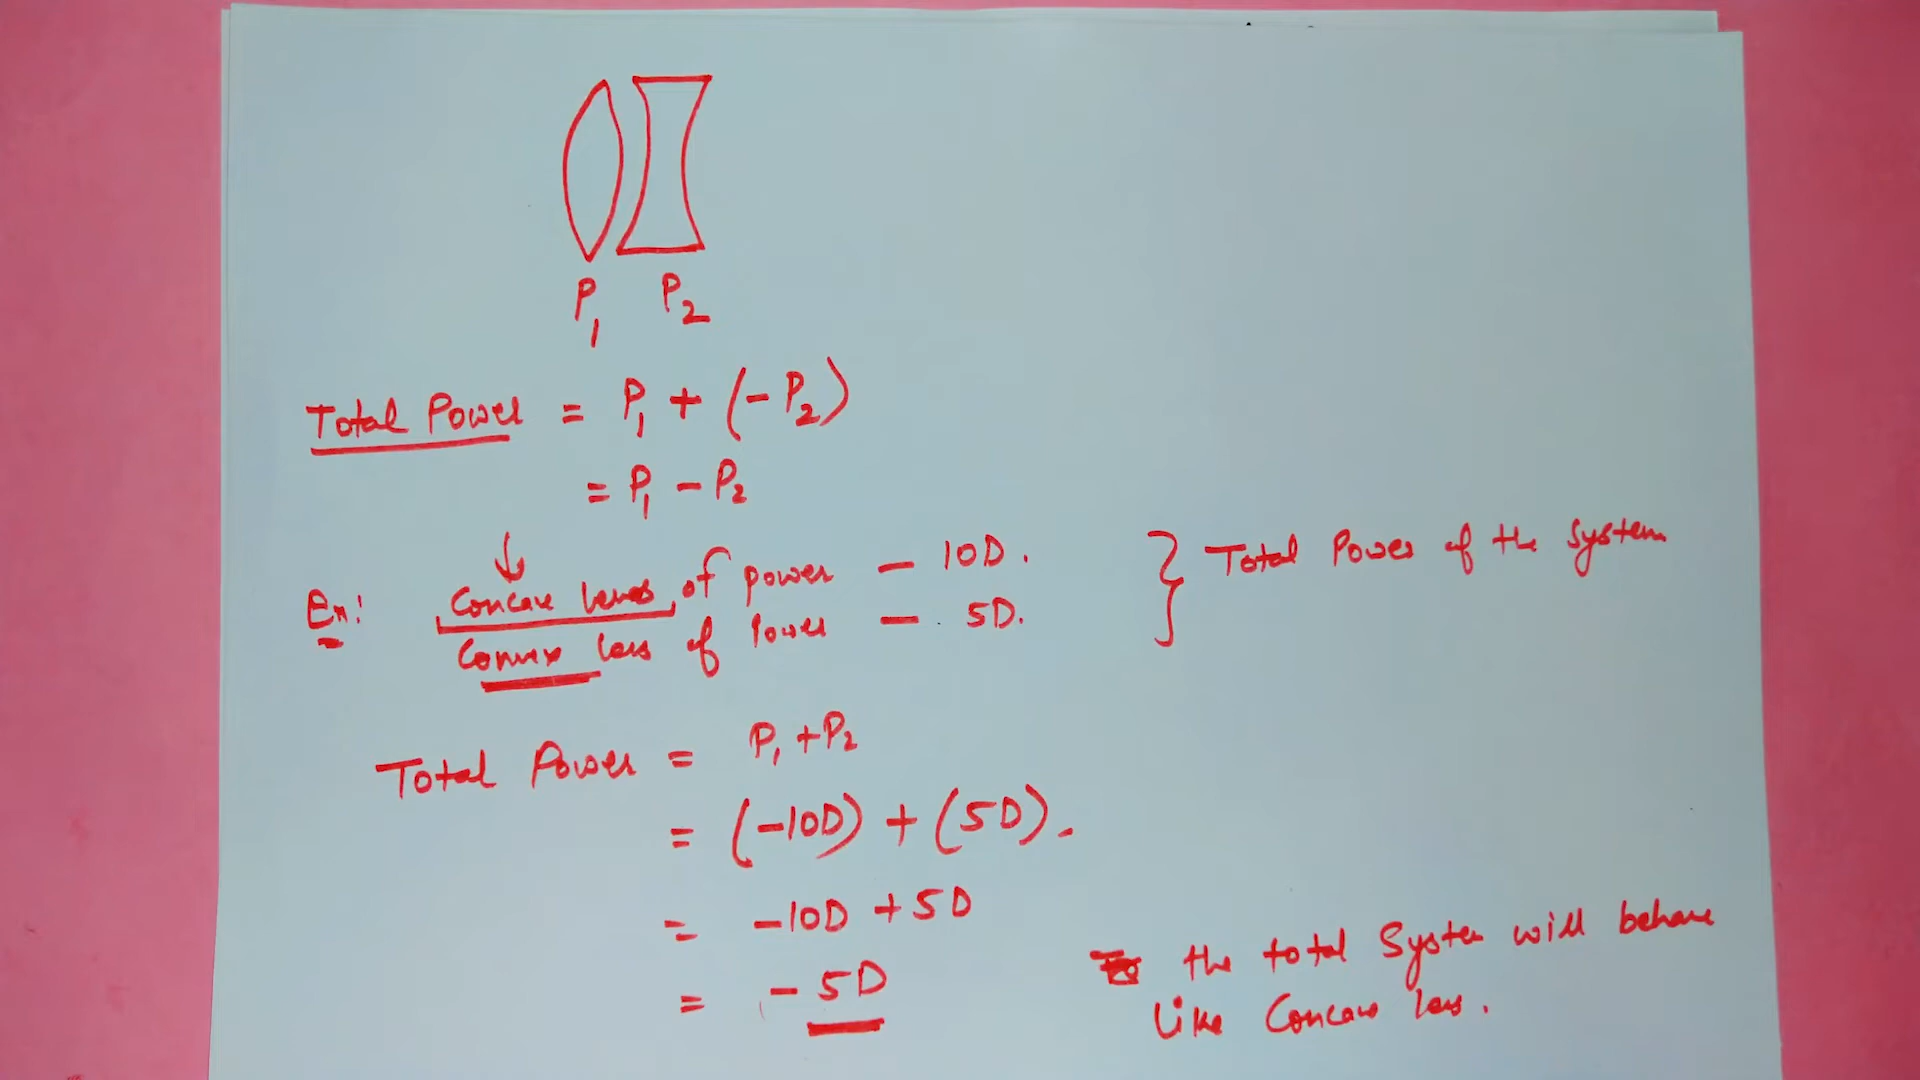 P1 P2
Total Power = P1 + (-P2)
= P1 - P2
Ex: Concave lens of power - 10D.
Convex lens of Power - 5D.
} Total Power of the system
Total Power = P1 + P2
= (-10D) + (5D).
= -10D + 5D
= -5D
the total System will behave
like Concave lens.